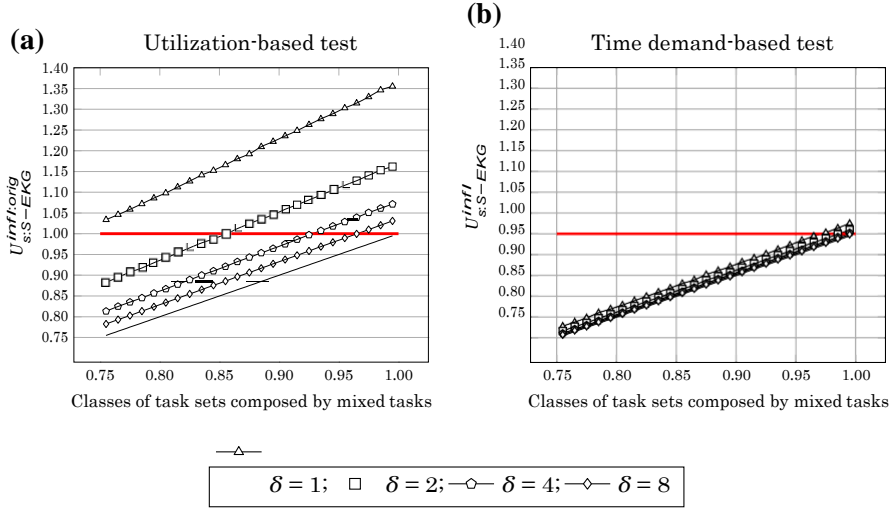 (a)
Utilization-based test
1.40
1.35
1.30
1.25
1.20
1.15
1.10
1.05
1.00
0.95
0.90
0.85
0.80
0.75
U infl:orig s:S−EKG
0.75 0.80 0.85 0.90 0.95 1.00
Classes of task sets composed by mixed tasks
(b)
Time demand-based test
1.40
1.35
1.30
1.25
1.20
1.15
1.10
1.05
1.00
0.95
0.90
0.85
0.80
0.75
U infl s:S−EKG
0.75 0.80 0.85 0.90 0.95 1.00
Classes of task sets composed by mixed tasks
δ = 1; δ = 2; δ = 4; δ = 8